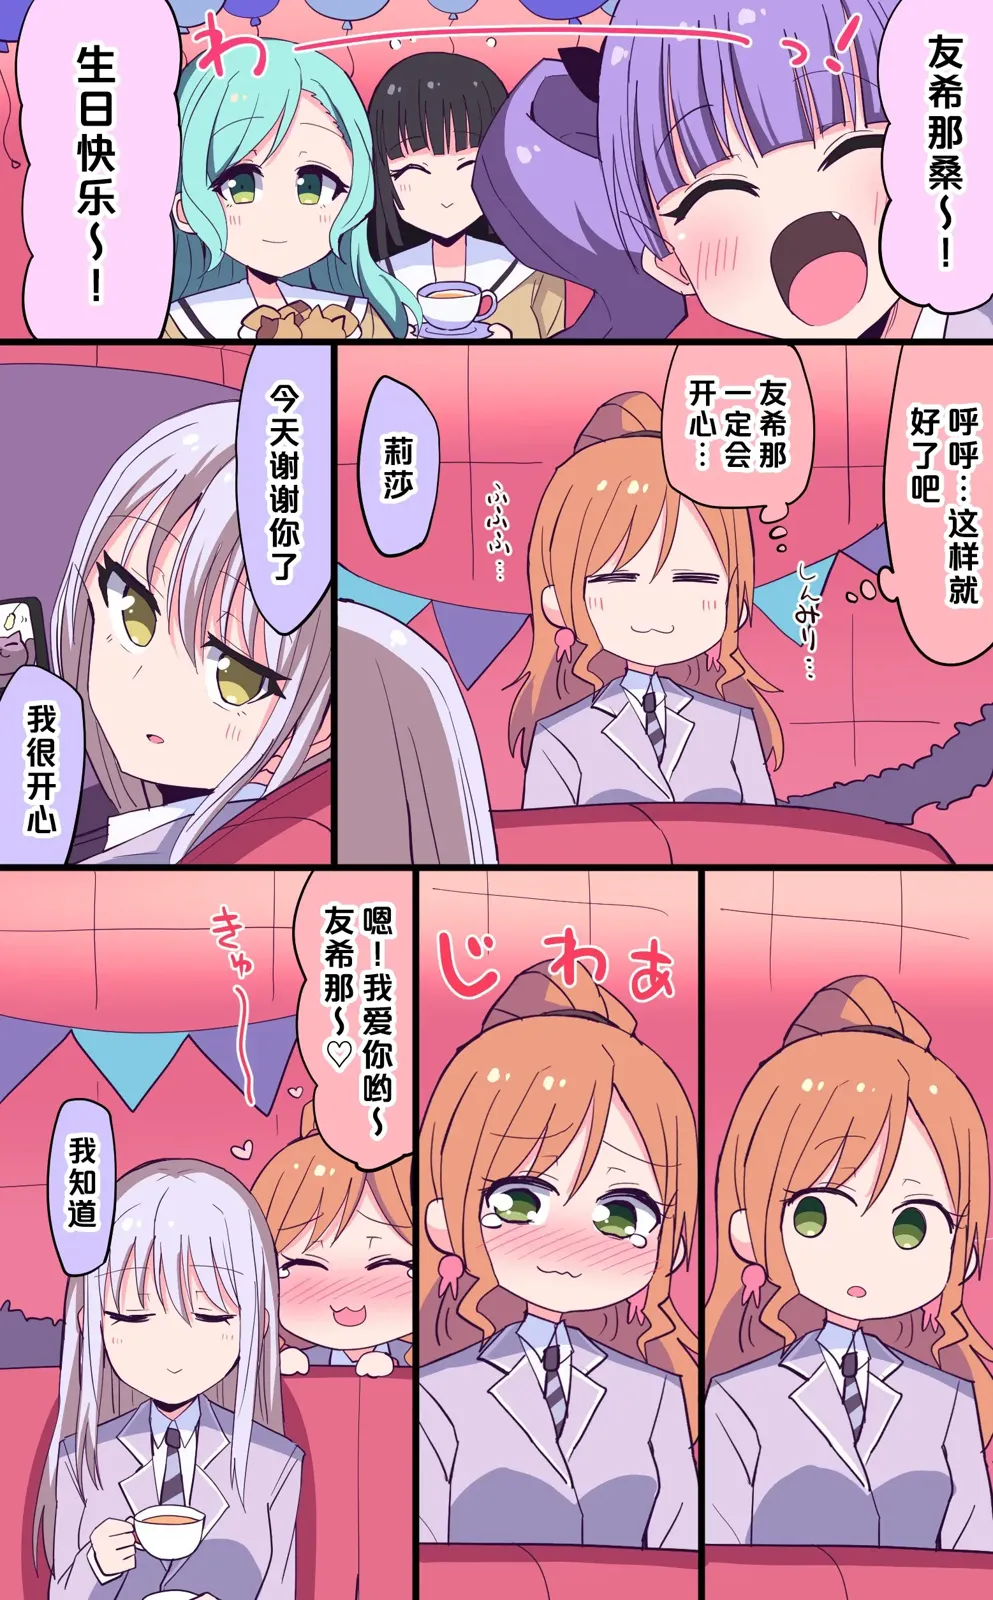 友希那桑～！
わーっ！
生日快乐～！
呼呼…这样就
好了吧
友希那
一定会
开心…
しんみり…
ふふふ…
莉莎
今天谢谢你了
我很开心
じわぁ
嗯！我爱你哟～
友希那～♡
きゅ～
我知道